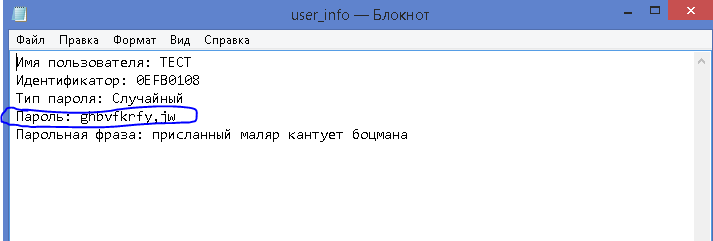 user_info — Блокнот
Файл Правка Формат Вид Справка
Имя пользователя: ТЕСТ
Идентификатор: 0EFB0108
Тип пароля: Случайный
Пароль: ghbvfkrfy,jw
Парольная фраза: присланный маляр кантует боцмана